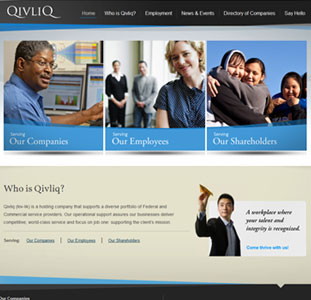 QIVLIQ
Home Who is Qivliq? Employment News & Events Directory of Companies Say Hello
Serving
Our Companies
Serving
Our Employees
Serving
Our Shareholders
Who is Qivliq?
Qivliq (kiv-lik) is a holding company that supports a diverse portfolio of Federal and
Commercial service providers. Our operational support assures our businesses deliver
competitive, world class service and focus on job one: supporting the client's mission.
Serving: Our Companies | Our Employees | Our Shareholders
A workplace where
your talent and
integrity is recognized.
Come thrive with us!
Our Companies